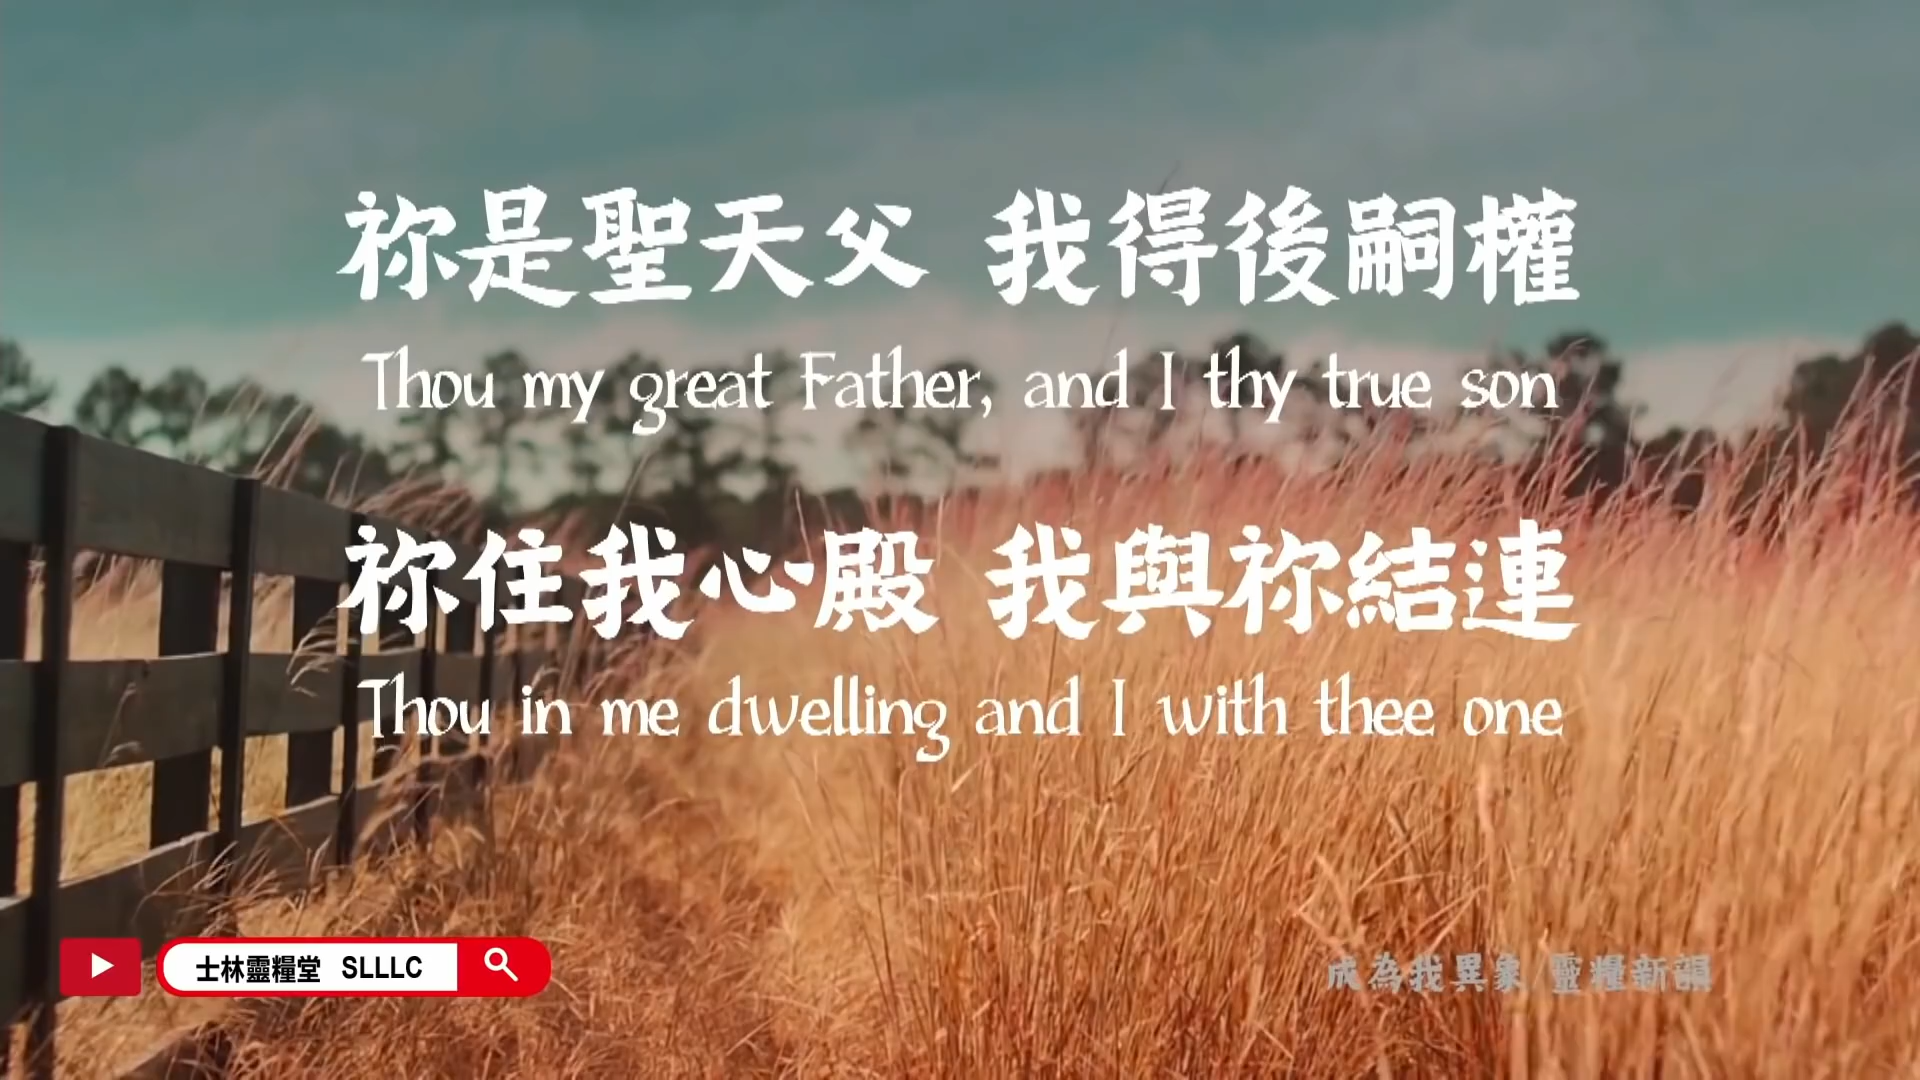 祢是聖天父 我得後嗣權
Thou my great Father, and I thy true son
祢住我心殿 我與祢結連
Thou in me dwelling and I with thee one
士林靈糧堂 SLLLC
成為我異象/靈糧新韻